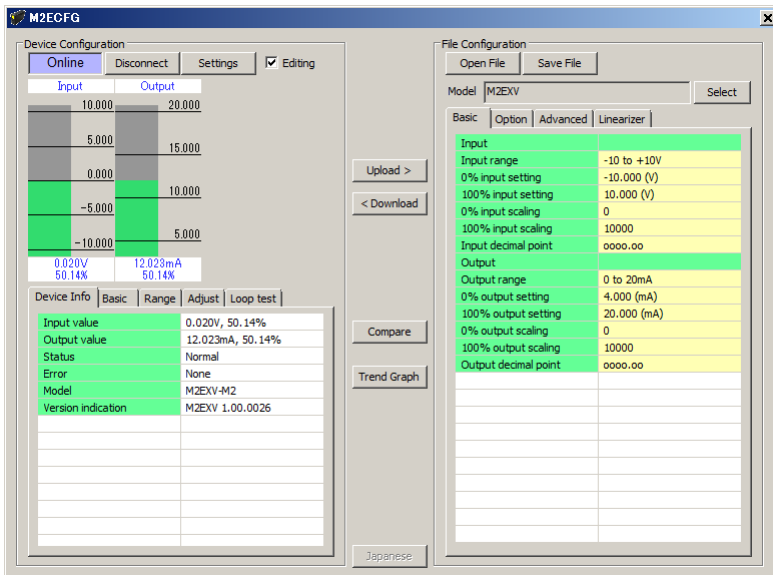 M2ECFG
Device Configuration
Online Disconnect Settings Editing
Input Output
10.000 20.000
5.000 15.000
0.000 10.000
-5.000 5.000
-10.000
0.020V 12.023mA
50.14% 50.14%
Device Info Basic Range Adjust Loop test
Input value 0.020V, 50.14%
Output value 12.023mA, 50.14%
Status Normal
Error None
Model M2EXV-M2
Version indication M2EXV 1.00.0026
Upload >
< Download
Compare
Trend Graph
Japanese
File Configuration
Open File Save File
Model M2EXV Select
Basic Option Advanced Linearizer
Input
Input range -10 to +10V
0% input setting -10.000 (V)
100% input setting 10.000 (V)
0% input scaling 0
100% input scaling 10000
Input decimal point oooo.oo
Output
Output range 0 to 20mA
0% output setting 4.000 (mA)
100% output setting 20.000 (mA)
0% output scaling 0
100% output scaling 10000
Output decimal point oooo.oo